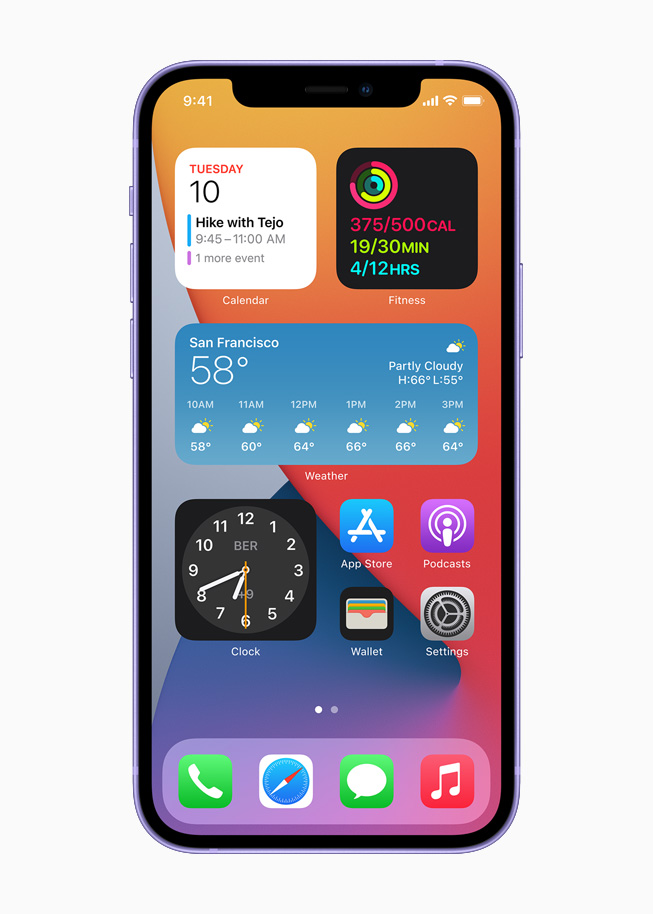 9:41
TUESDAY
10
Hike with Tejo
9:45–11:00 AM
1 more event
Calendar
375/500CAL
19/30MIN
4/12HRS
Fitness
San Francisco
58°
Partly Cloudy
H:66° L:55°
10AM 11AM 12PM 1PM 2PM 3PM
58° 60° 64° 66° 66° 64°
Weather
12
11 1
10 BER 2
9 3
8 +9 4
7 5
6
Clock
App Store
Podcasts
Wallet
Settings